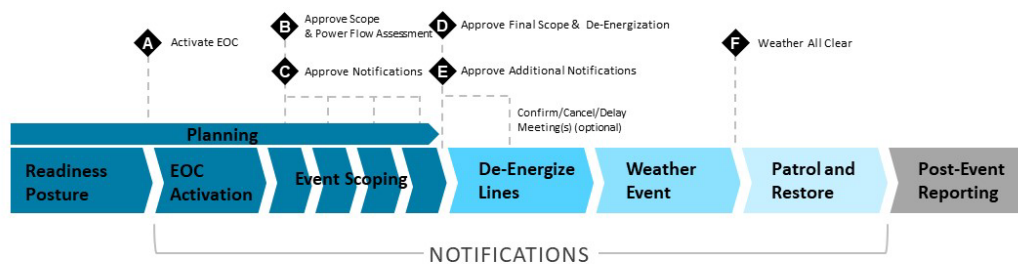 A Activate EOC
B Approve Scope
& Power Flow Assessment
C Approve Notifications
D Approve Final Scope & De-Energization
E Approve Additional Notifications
Confirm/Cancel/Delay
Meeting(s) (optional)
F Weather All Clear
Planning
Readiness
Posture
EOC
Activation
Event Scoping
De-Energize
Lines
Weather
Event
Patrol and
Restore
Post-Event
Reporting
NOTIFICATIONS